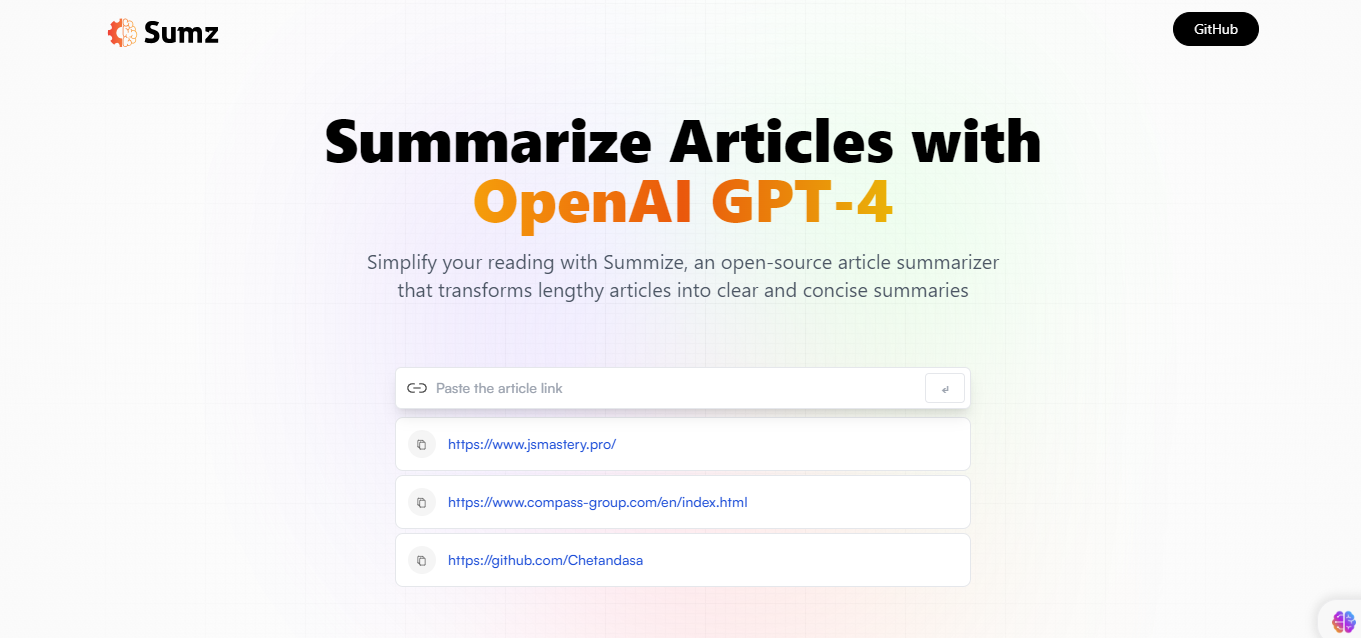 Sumz
GitHub
Summarize Articles with
OpenAI GPT-4
Simplify your reading with Summize, an open-source article summarizer
that transforms lengthy articles into clear and concise summaries
Paste the article link
↵
https://www.jsmastery.pro/
https://www.compass-group.com/en/index.html
https://github.com/Chetandasa